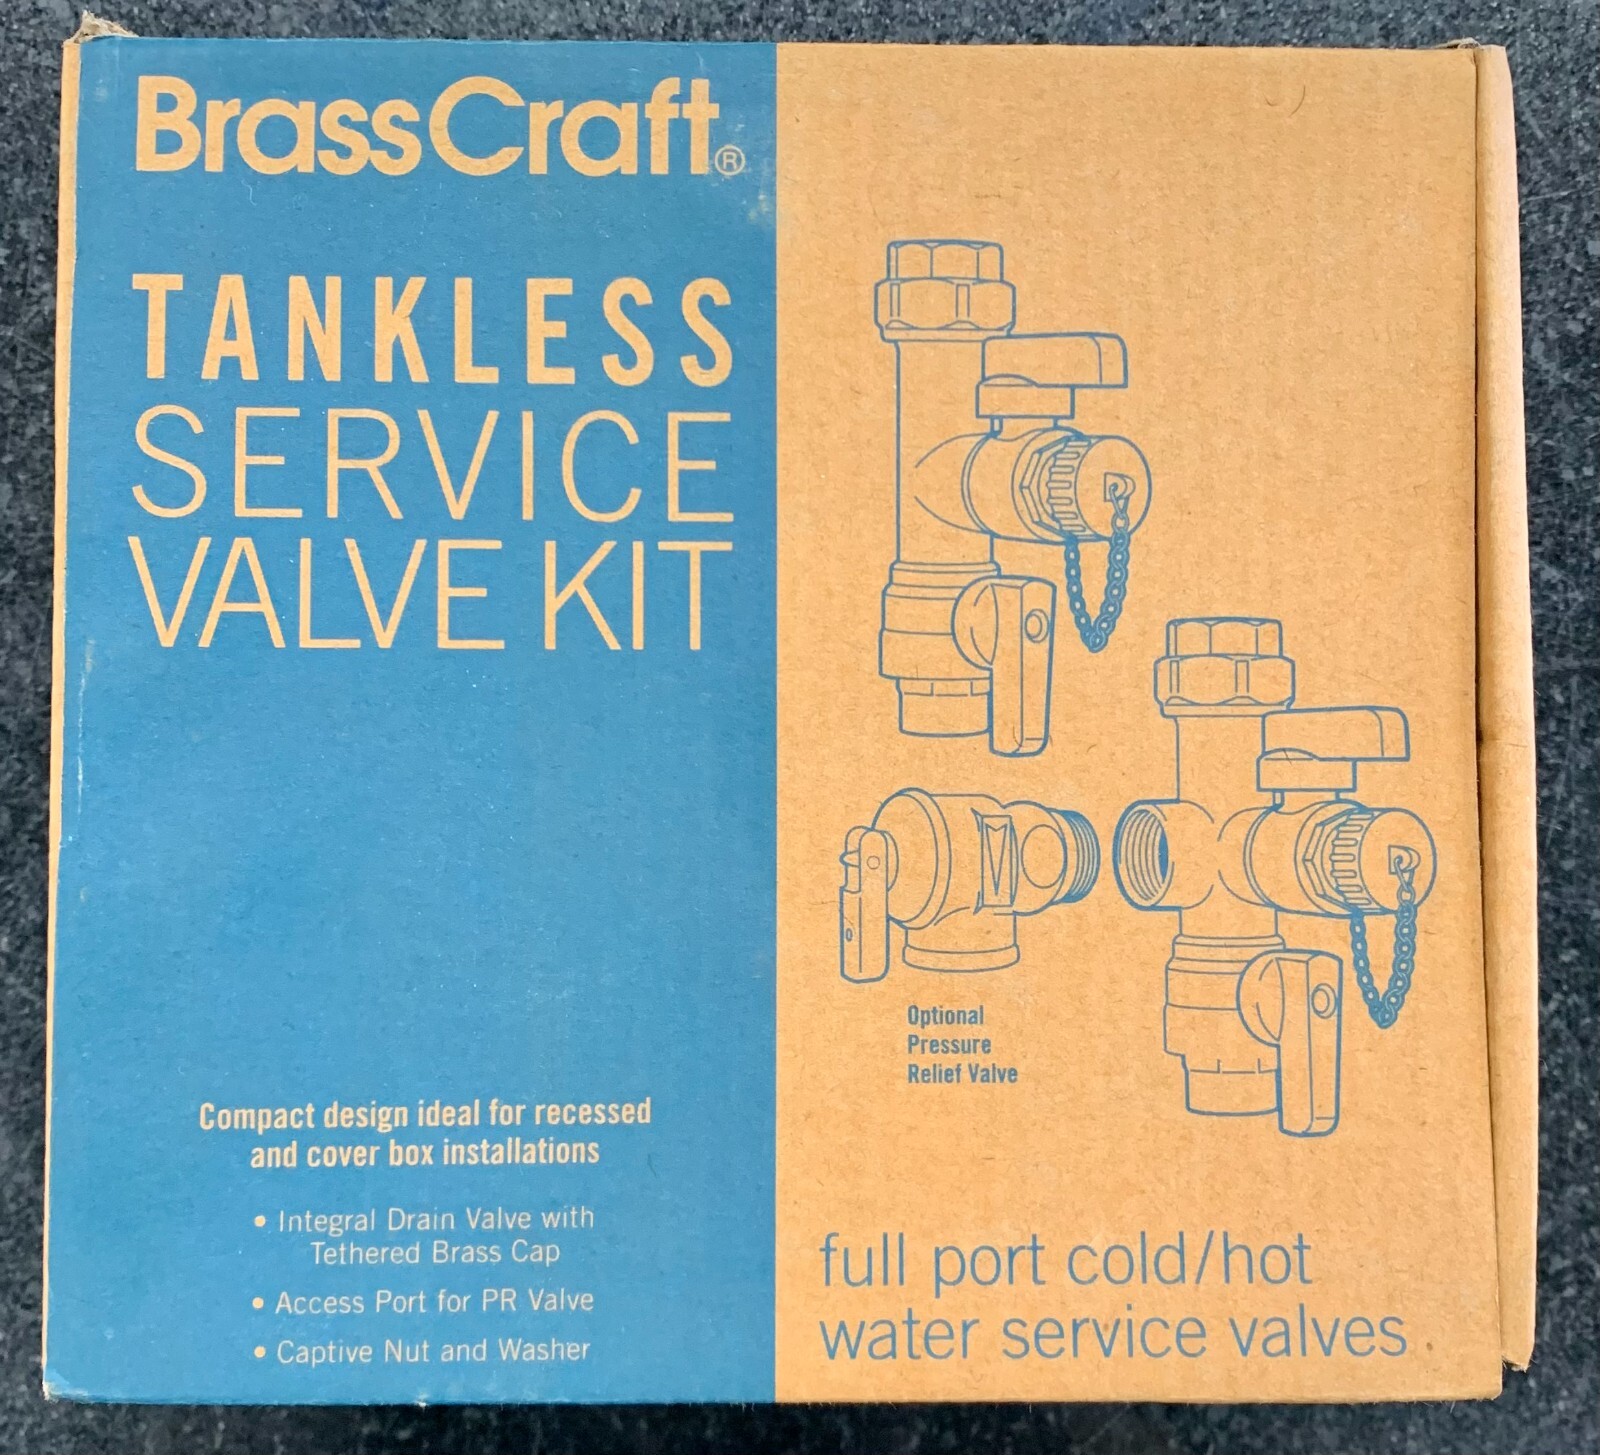 BrassCraft®
TANKLESS
SERVICE
VALVE KIT
Compact design ideal for recessed
and cover box installations
• Integral Drain Valve with
Tethered Brass Cap
• Access Port for PR Valve
• Captive Nut and Washer
Optional
Pressure
Relief Valve
full port cold/hot
water service valves